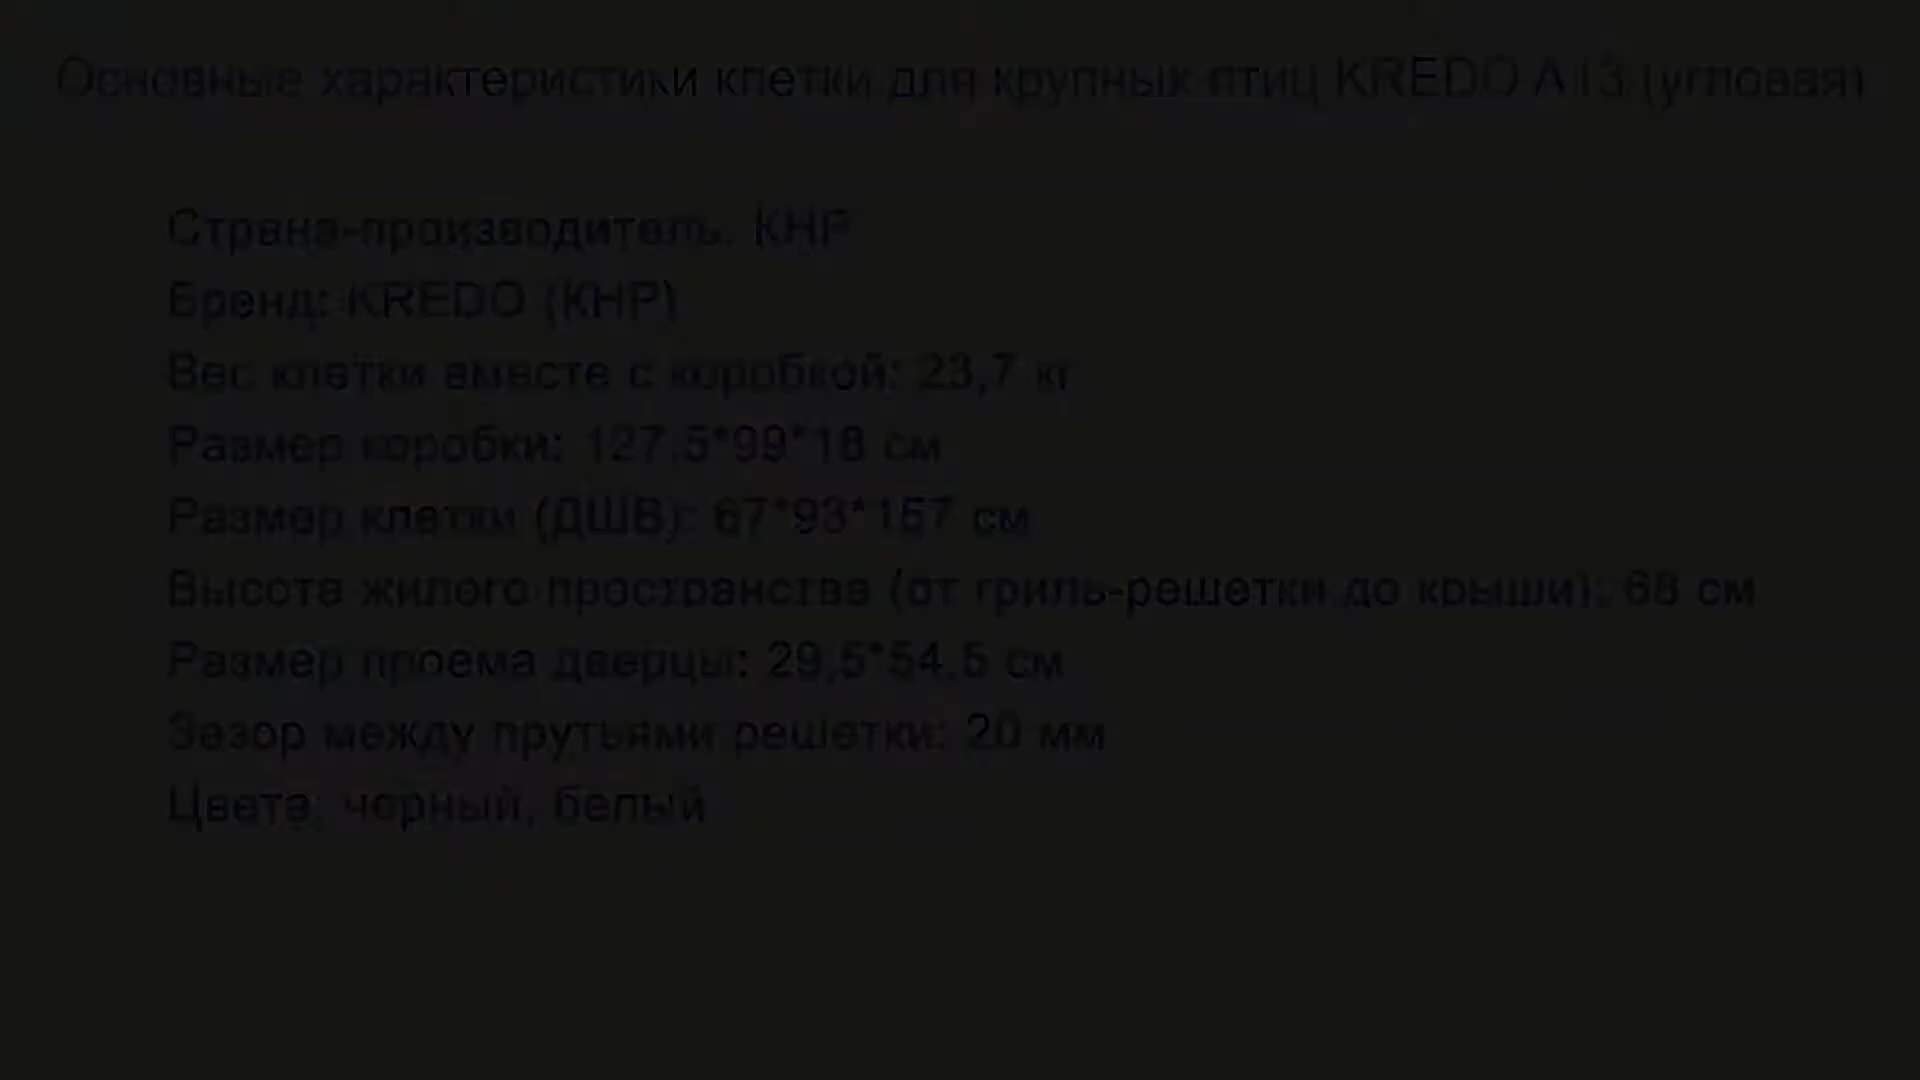 Основные характеристики клетки для крупных птиц KREDO A13 (угловая)
Страна-производитель: КНР
Бренд: KREDO (КНР)
Вес клетки вместе с коробкой: 23,7 кг
Размер коробки: 127,5*99*18 см
Размер клетки (ДШВ): 67*93*157 см
Высота жилого пространства (от гриль-решетки до крыши): 68 см
Размер проема дверцы: 29,5*54,5 см
Зазор между прутьями решетки: 20 мм
Цвета: черный, белый